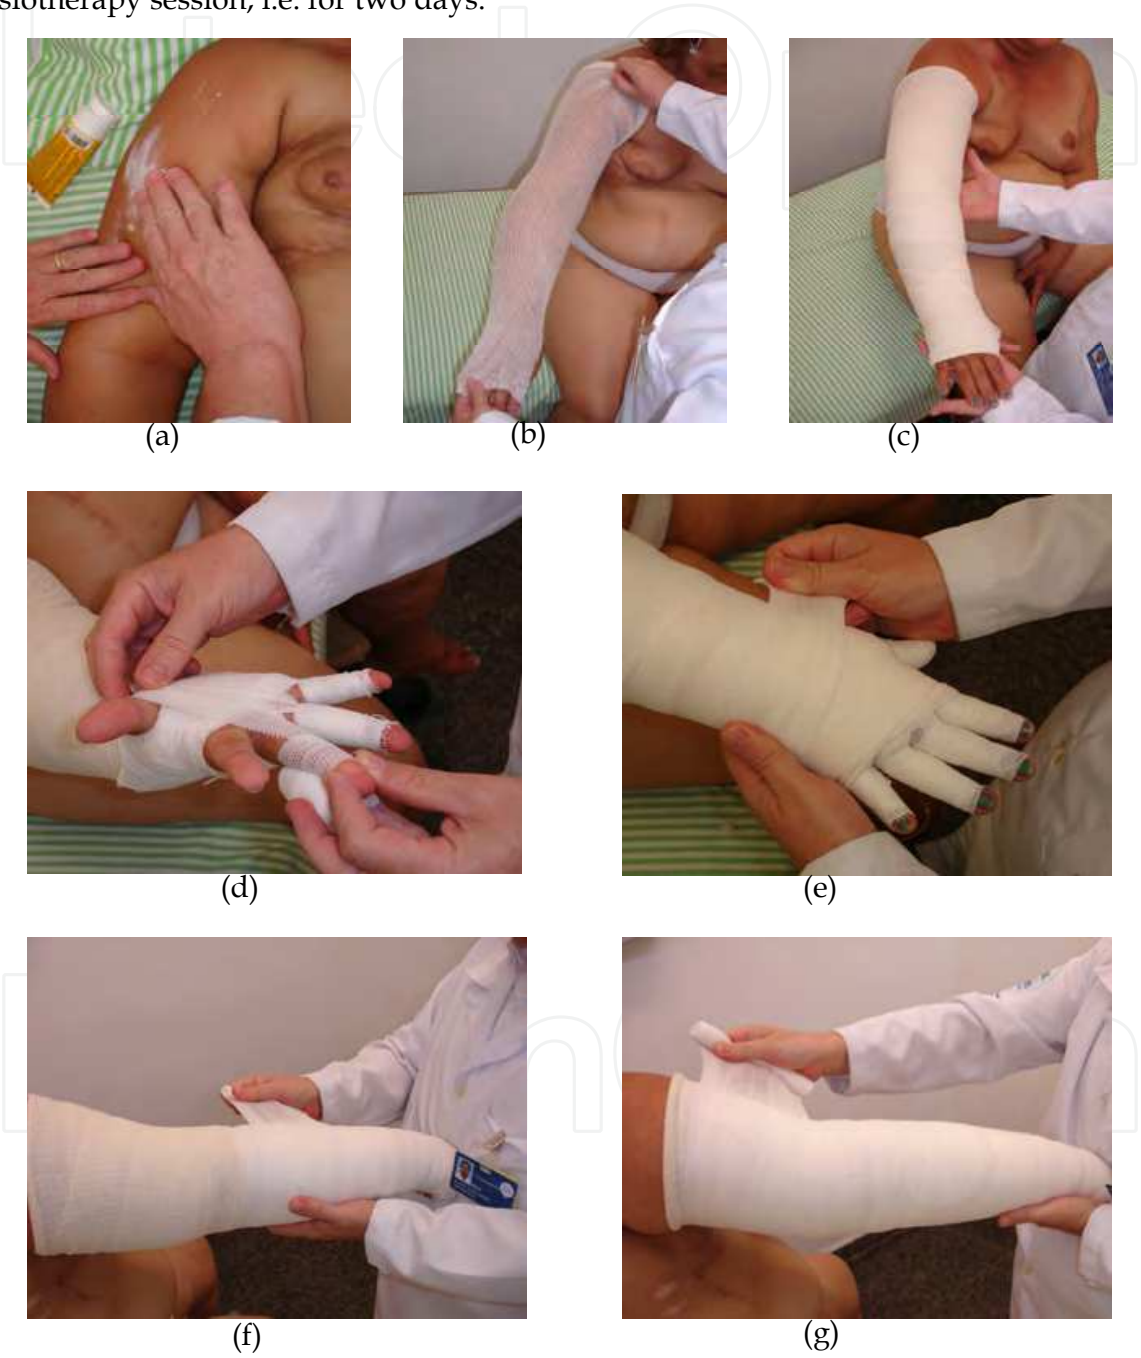 siotherapy session, i.e. for two days.
(a)
(b)
(c)
(d)
(e)
(f)
(g)